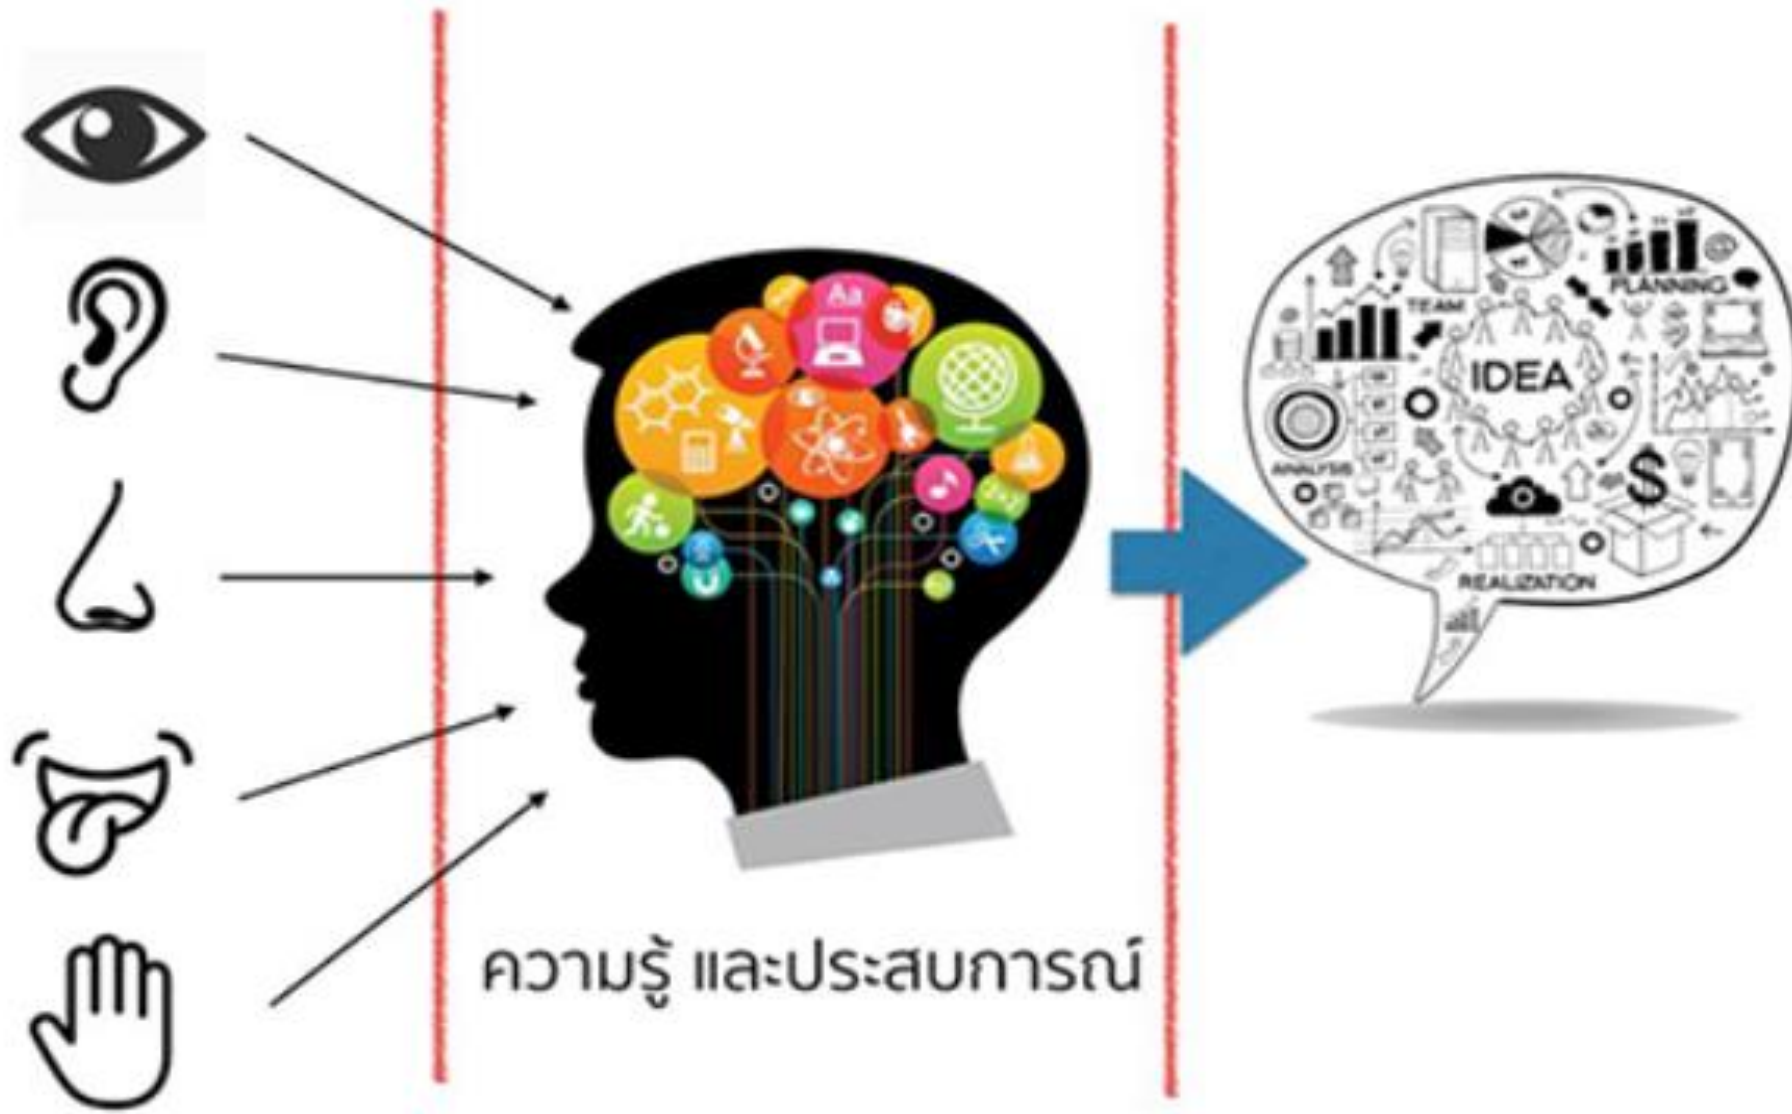 Aa
TEAM
PLANNING
IDEA
ANALYSIS
$
REALIZATION
ความรู้ และประสบการณ์